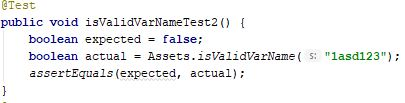 @Test
public void isValidVarNameTest2() {
boolean expected = false;
boolean actual = Assets.isValidVarName( s: "1asd123");
assertEquals(expected, actual);
}